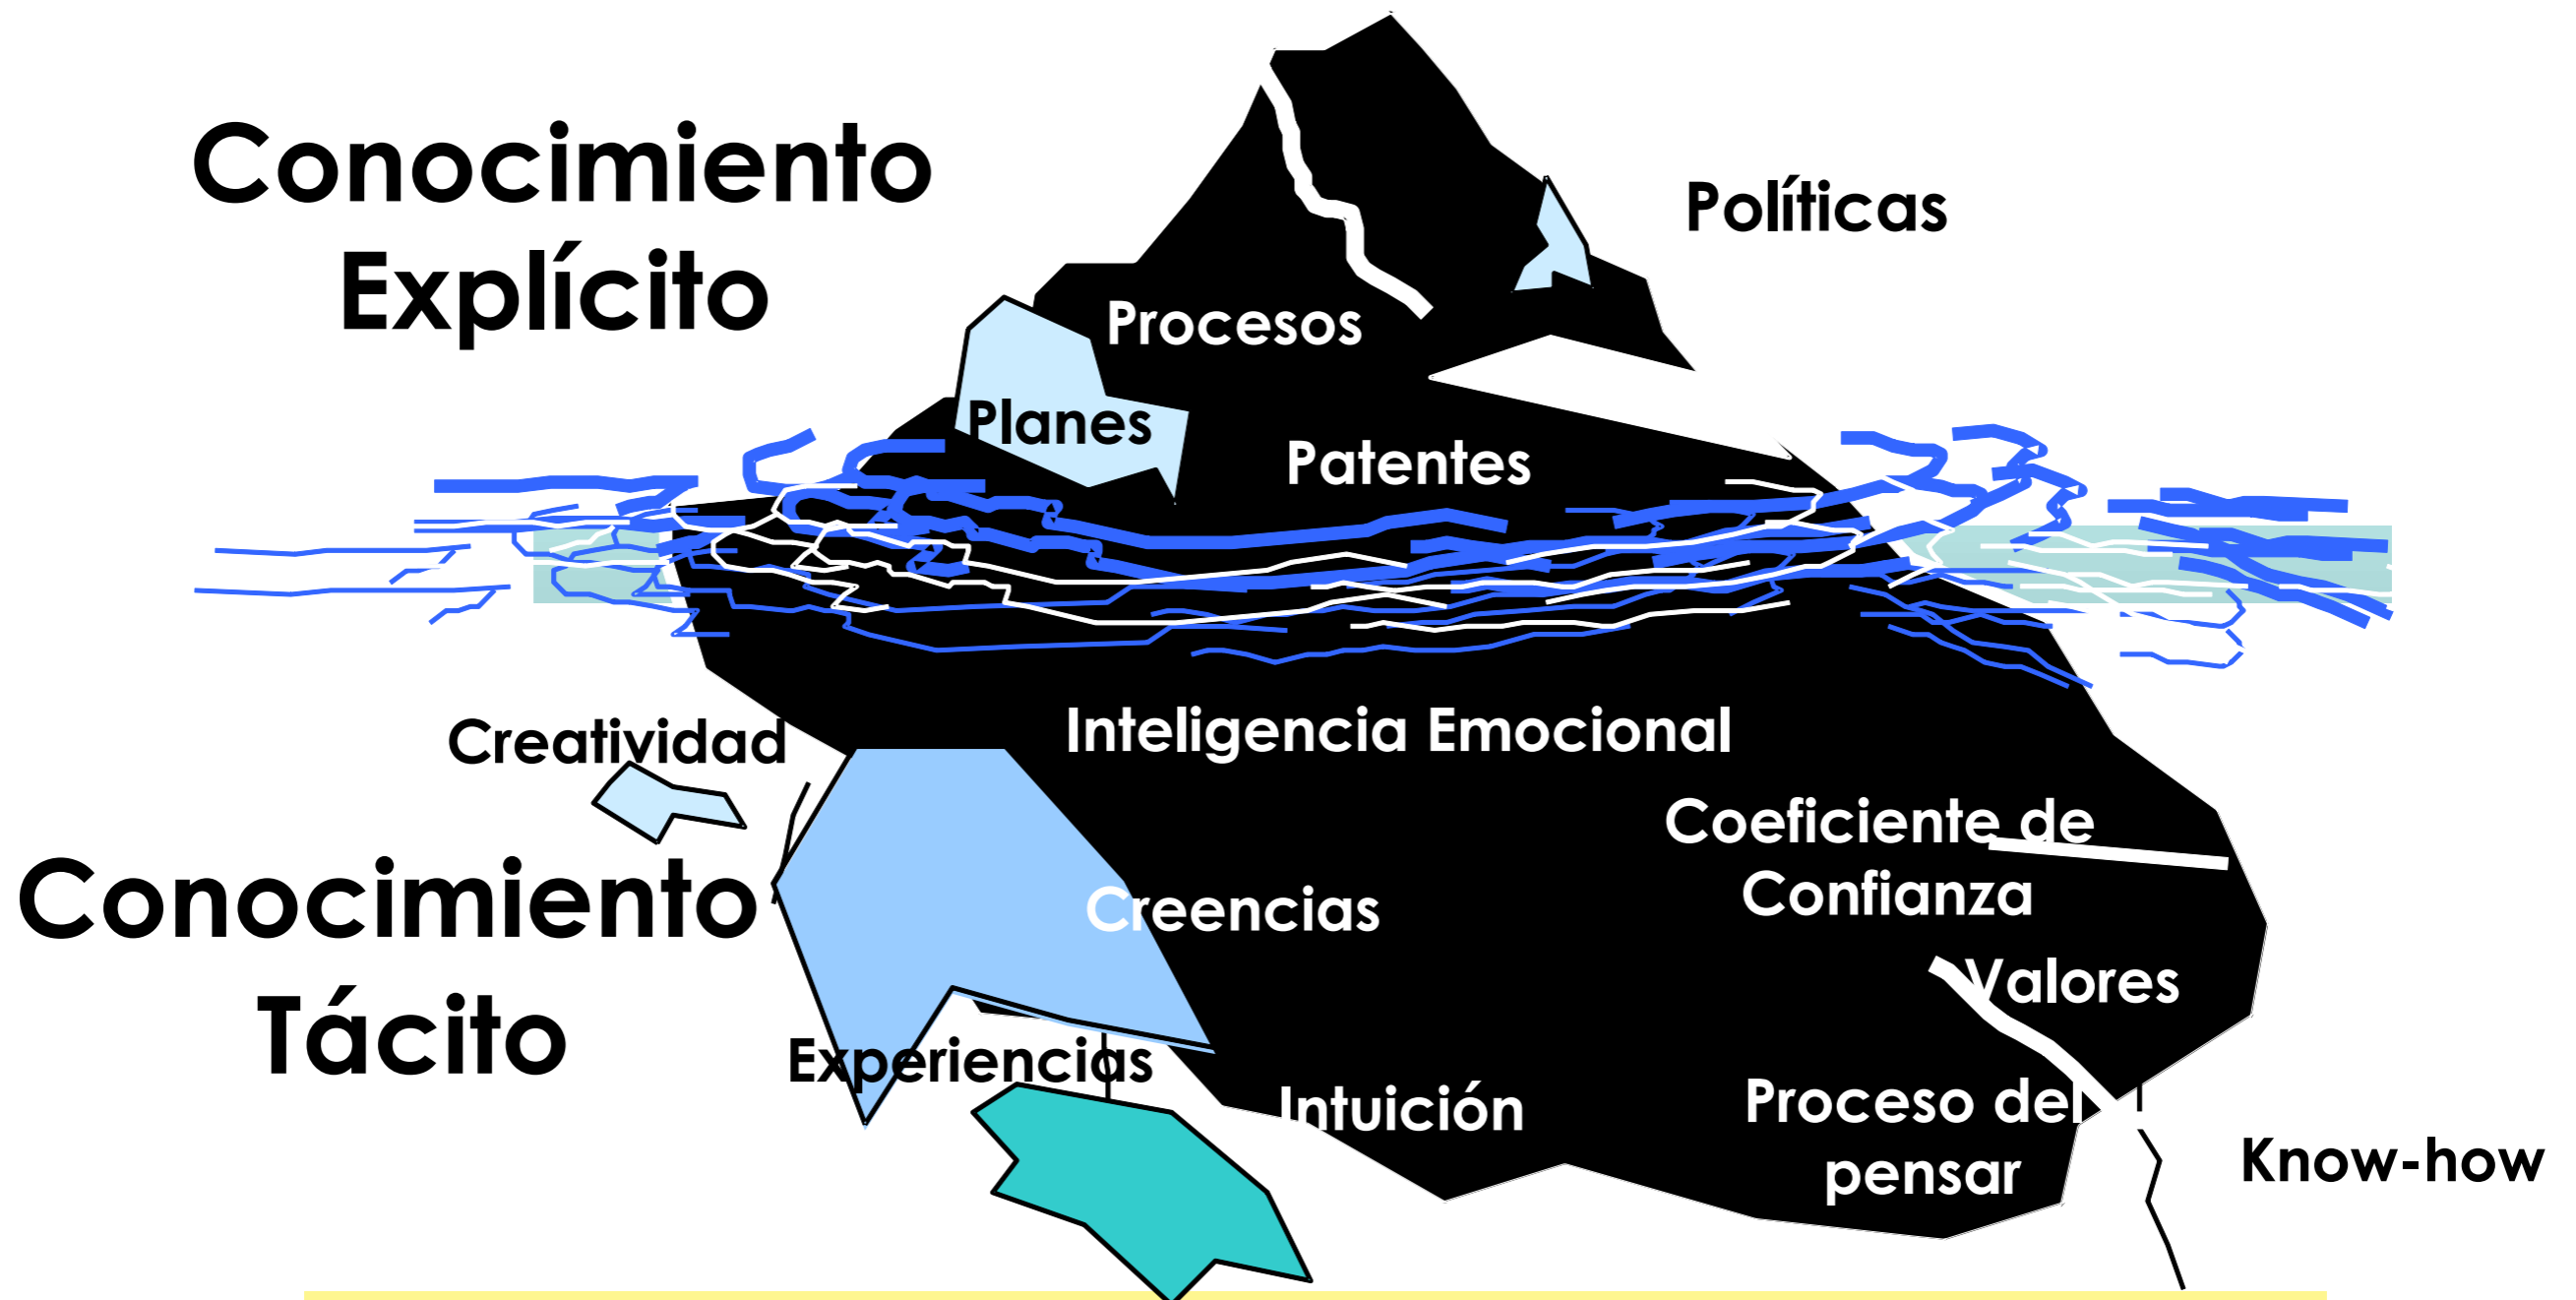 Conocimiento
Explícito
Políticas
Procesos
Planes
Patentes
Creatividad
Inteligencia Emocional
Coeficiente de
Confianza
Conocimiento
Tácito
Creencias
Valores
Experiencias
Intuición
Proceso del
pensar
Know-how